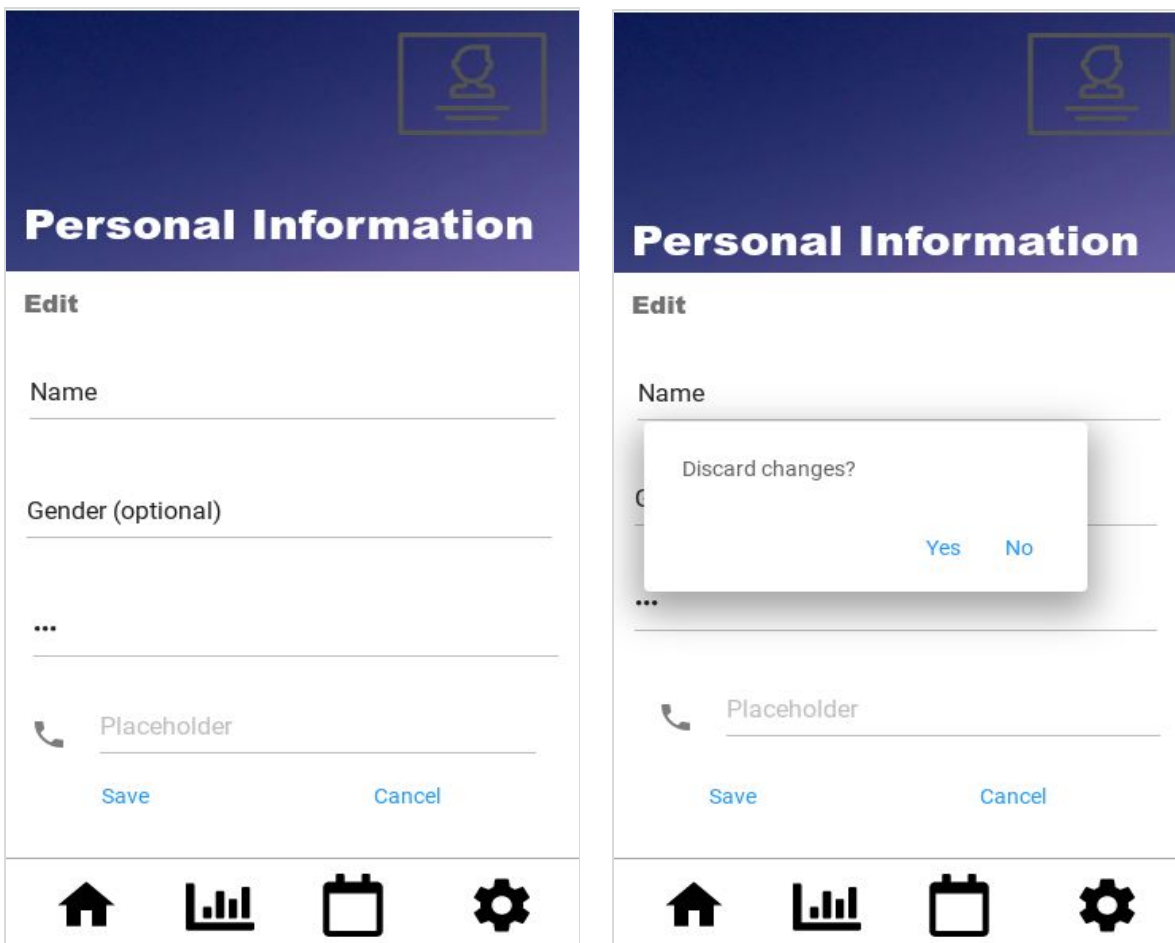 Personal Information
Edit
Name
Gender (optional)
...
Placeholder
Save Cancel
Personal Information
Edit
Name
Discard changes?
G
Yes No
...
Placeholder
Save Cancel